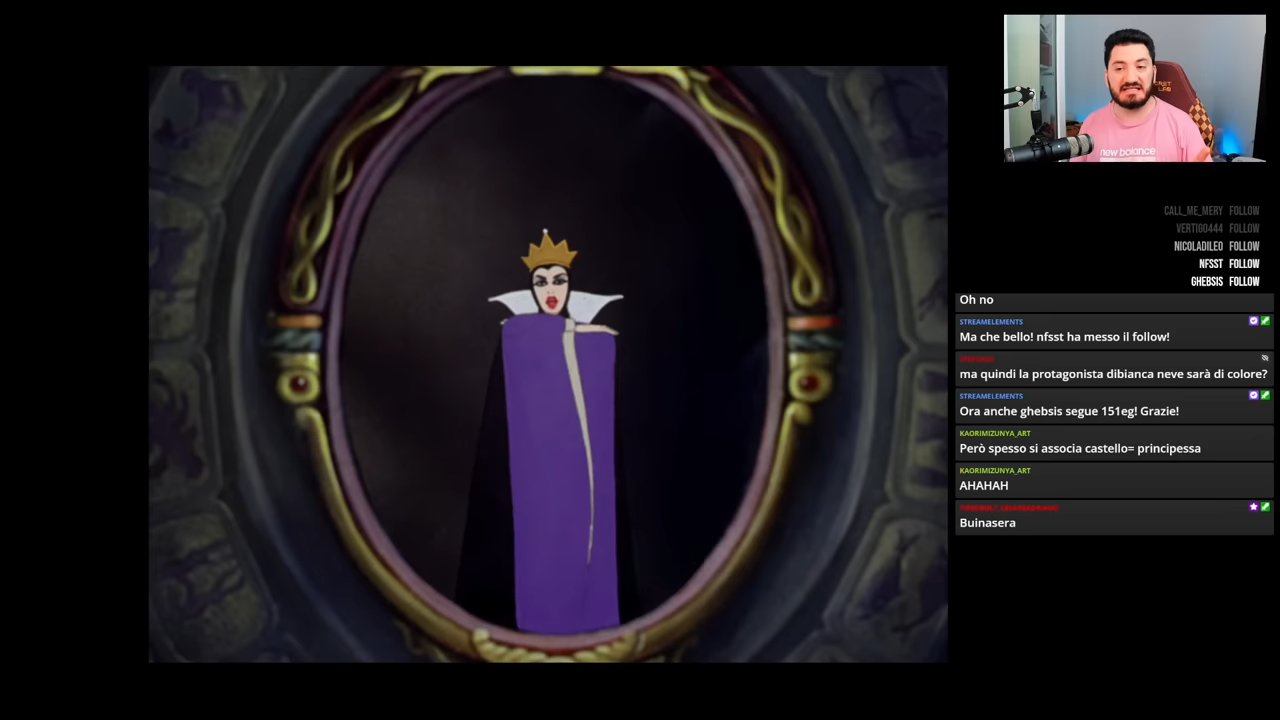 new balance
CALL_ME_MERY FOLLOW
VERTIGO444 FOLLOW
NICOLADILEO FOLLOW
NFSST FOLLOW
GHEBSIS FOLLOW
Oh no
STREAMELEMENTS
Ma che bello! nfsst ha messo il follow!
ma quindi la protagonista dibianca neve sarà di colore?
STREAMELEMENTS
Ora anche ghebsis segue 151eg! Grazie!
KAORIMIZUNYA_ART
Però spesso si associa castello= principessa
KAORIMIZUNYA_ART
AHAHAH
Buinasera